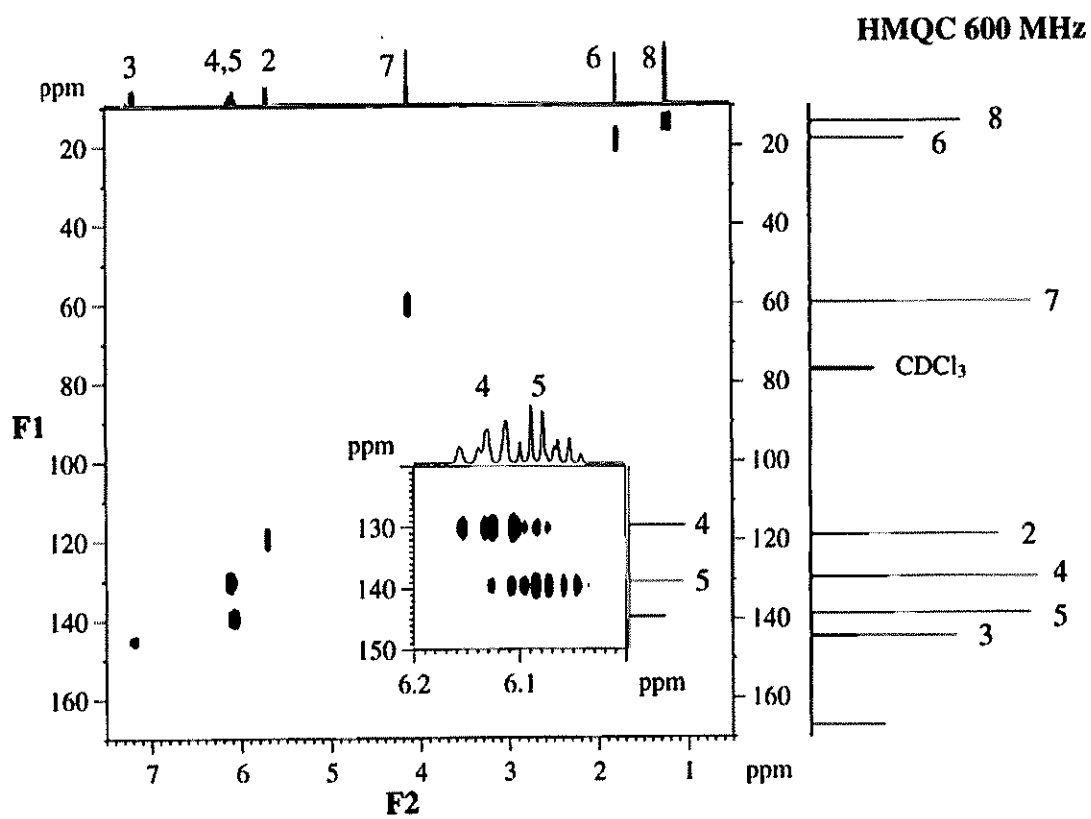 HMQC 600 MHz
3 4,5 2 7 6 8
ppm
20 20
40 40
60 60
80 80
100 100
120 120
140 140
160 160
F1
8
6
7
CDCl₃
2
4
5
3
4 5
ppm
130 4
140 5
150
6.2 6.1 ppm
7 6 5 4 3 2 1 ppm
F2